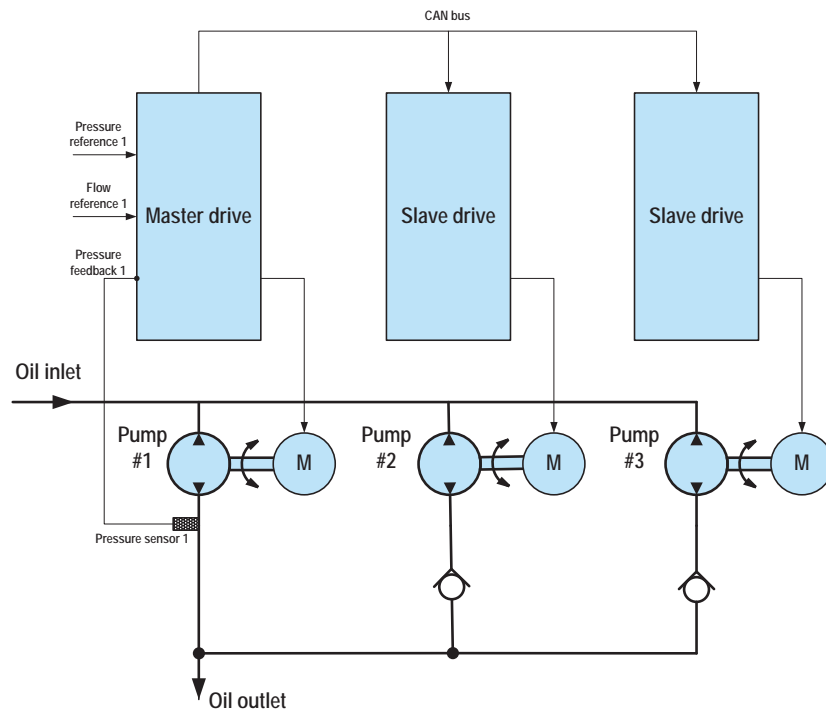 CAN bus
Pressure
reference 1
Flow
reference 1
Pressure
feedback 1
Master drive
Slave drive
Slave drive
Oil inlet
Pump
#1
M
Pump
#2
M
Pump
#3
M
Pressure sensor 1
Oil outlet